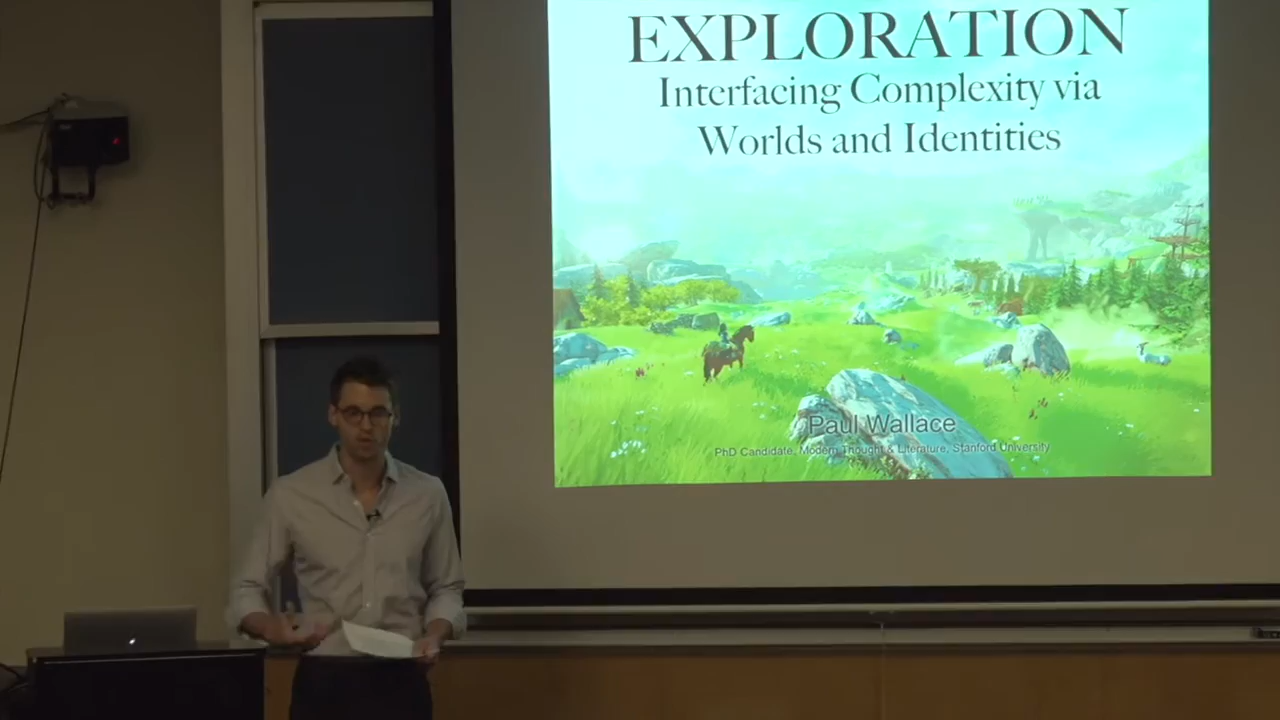 EXPLORATION
Interfacing Complexity via
Worlds and Identities
Paul Wallace
PhD Candidate, Modern Thought & Literature, Stanford University